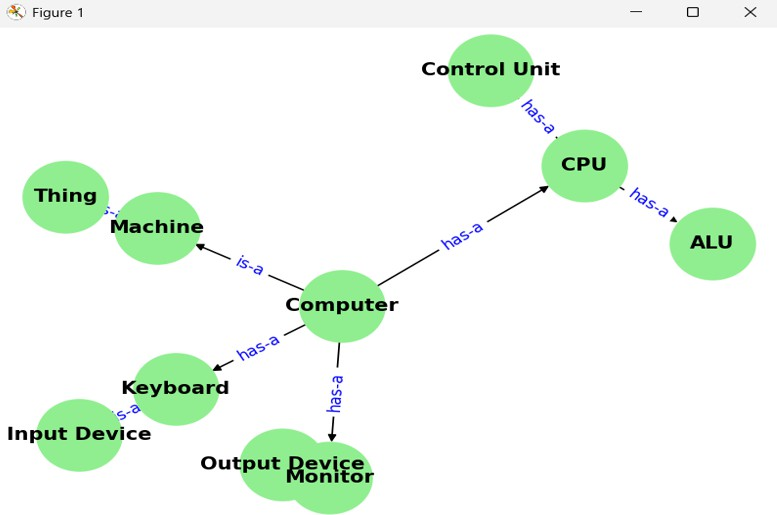 Figure 1
Control Unit
has-a
CPU
has-a
ALU
Thing
Machine
has-a
is-a
Computer
has-a
Keyboard
has-a
is-a
Input Device
Output Device
Monitor